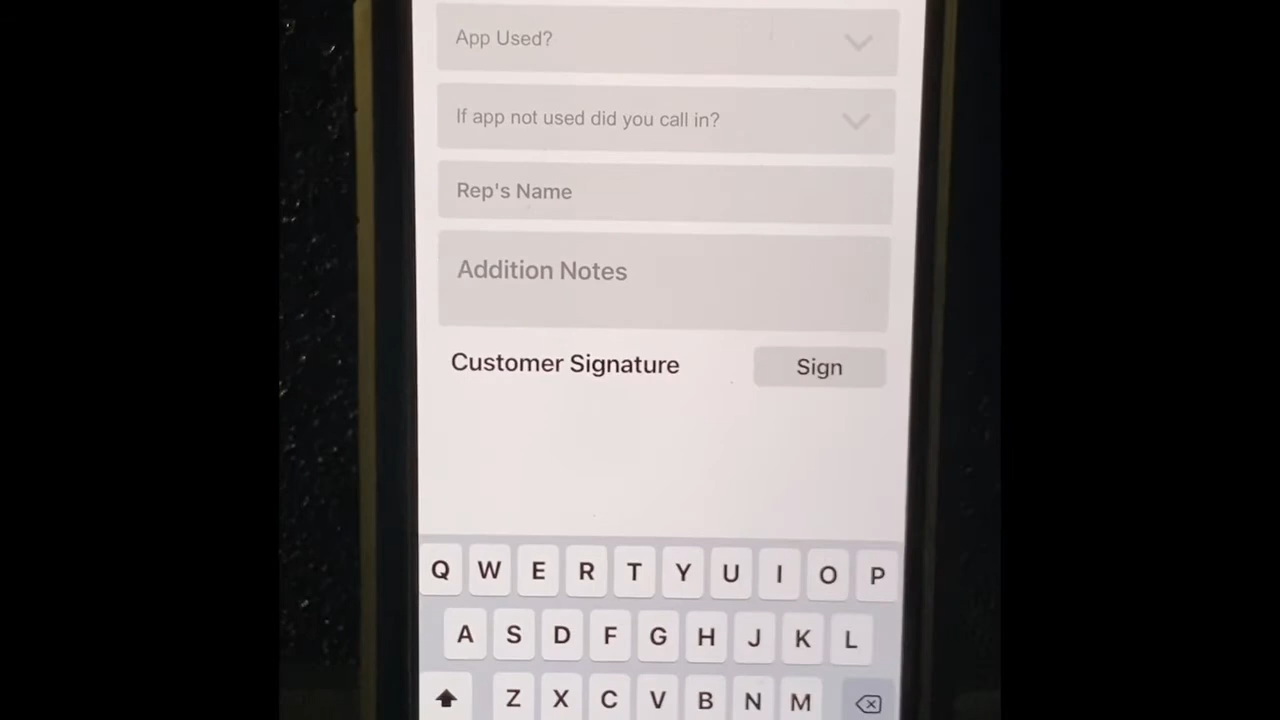 App Used?
If app not used did you call in?
Rep's Name
Addition Notes
Customer Signature Sign
Q W E R T Y U I O P
A S D F G H J K L
Z X C V B N M